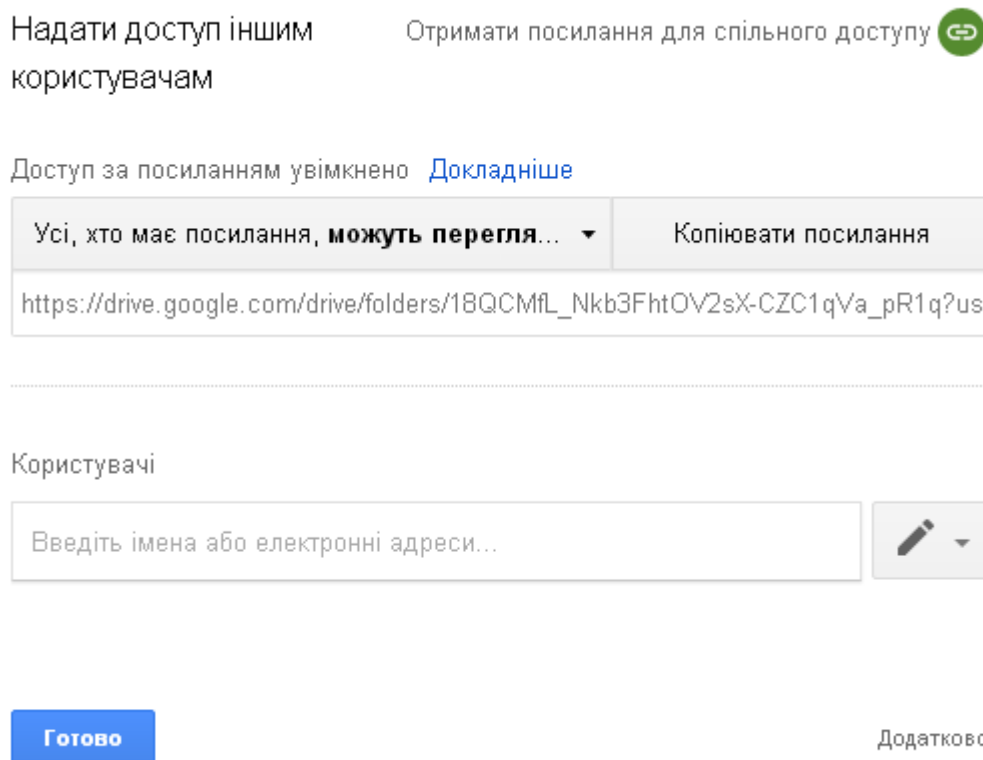 Надати доступ іншим користувачам
Отримати посилання для спільного доступу
Доступ за посиланням увімкнено Докладніше
Усі, хто має посилання, можуть перегля... Копіювати посилання
https://drive.google.com/drive/folders/18QCMfL_Nkb3FhtOV2sX-CZC1qVa_pR1q?us
Користувачі
Введіть імена або електронні адреси...
Готово
Додатково